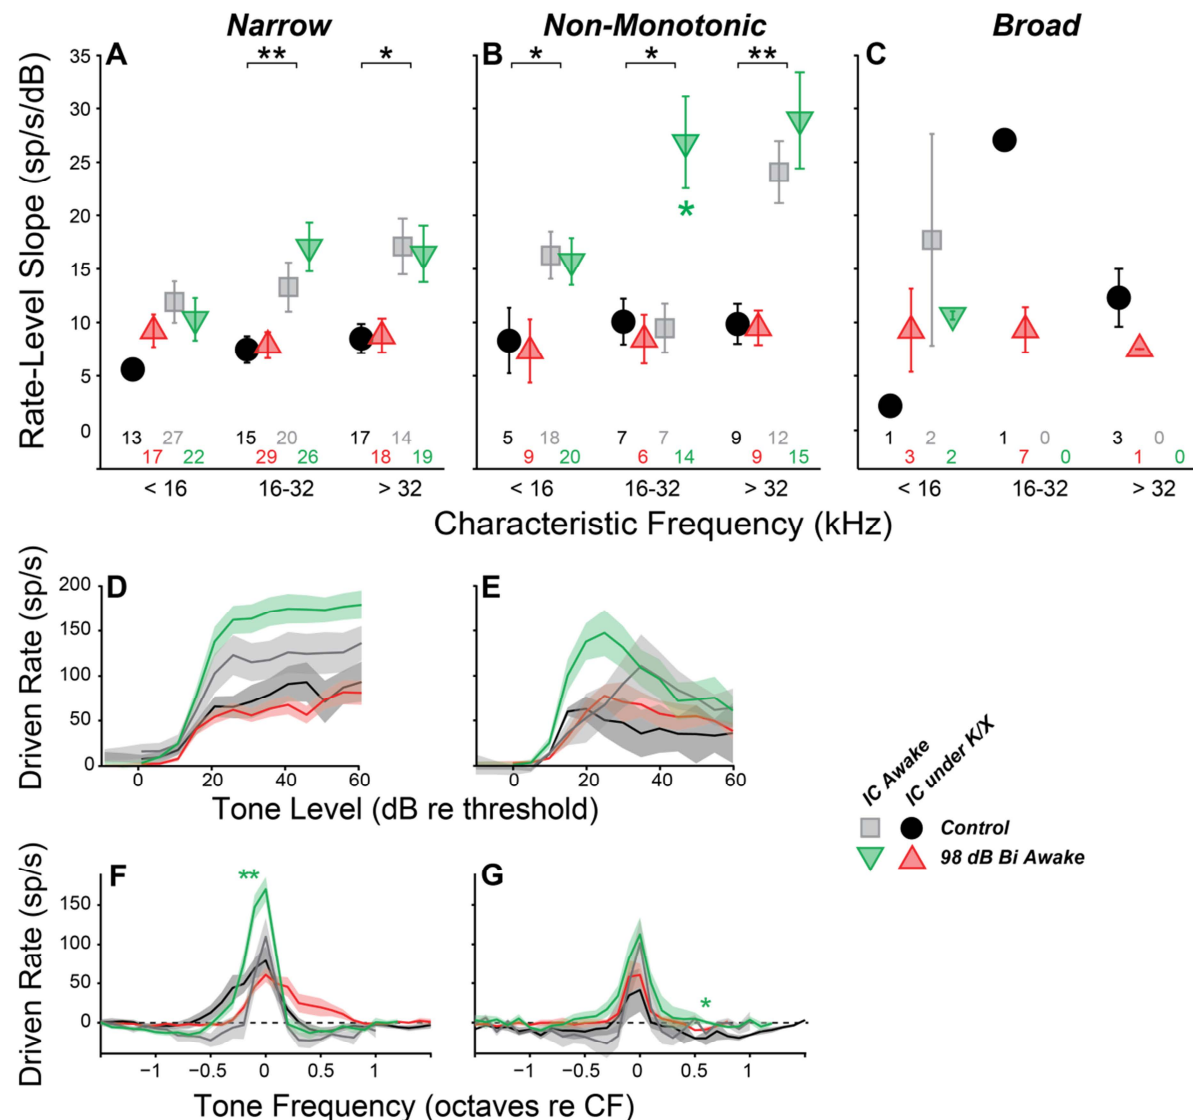 Narrow Non-Monotonic Broad
A ** * B * * ** C
Rate-Level Slope (sp/s/dB)
35
30
25
20
15
10
5
0
*
13 27 15 20 17 14 5 18 7 7 9 12 1 2 1 0 3 0
17 22 29 26 18 19 9 20 6 14 9 15 3 2 7 0 1 0
< 16 16-32 > 32 < 16 16-32 > 32 < 16 16-32 > 32
Characteristic Frequency (kHz)
D E
Driven Rate (sp/s)
200
150
100
50
0
0 20 40 60 0 20 40 60
Tone Level (dB re threshold)
IC Awake
IC under K/X
Control
98 dB Bi Awake
F ** G
Driven Rate (sp/s)
150
100
50
0
*
−1 −0.5 0 0.5 1 −1 −0.5 0 0.5 1
Tone Frequency (octaves re CF)